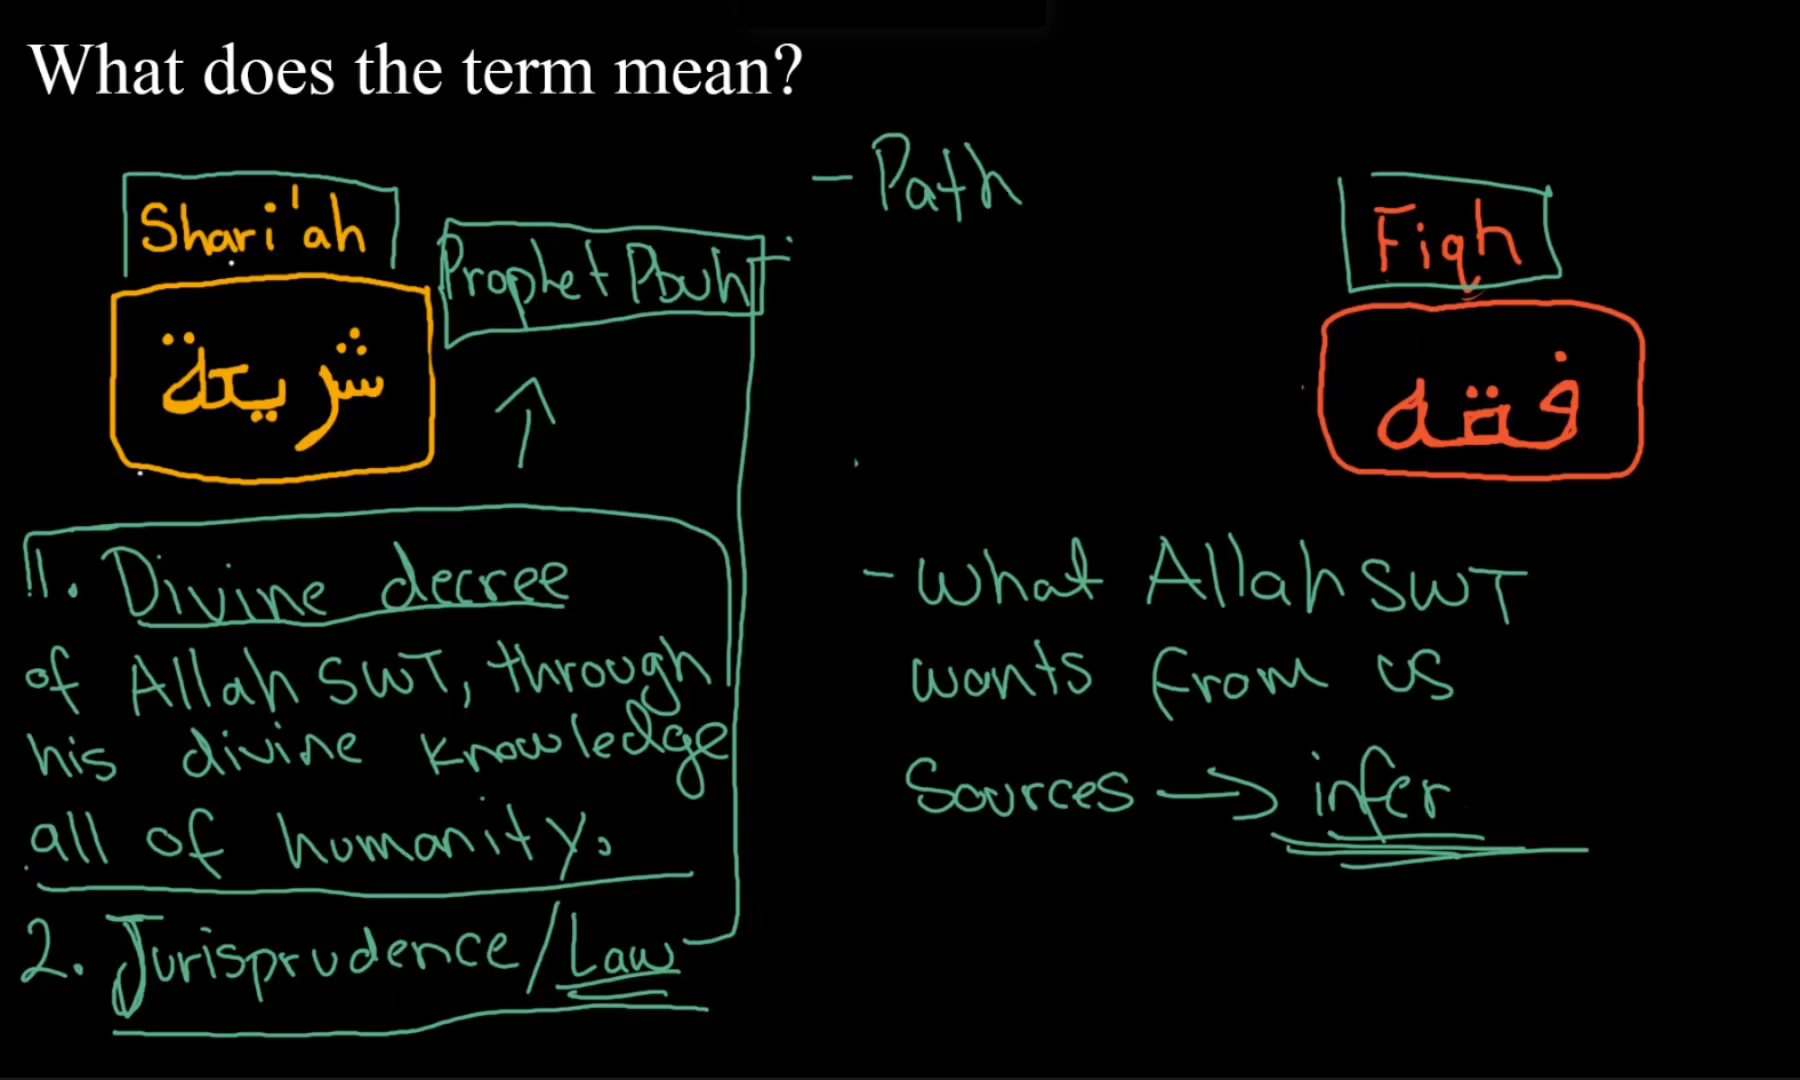 What does the term mean?
Shari'ah
شريعة
Prophet Pbuh
- Path
Fiqh
فقه
1. Divine decree
of Allah SWT, through
his divine knowledge
all of humanity.
2. Jurisprudence/Law
- What Allah SWT
wants from us
Sources → infer